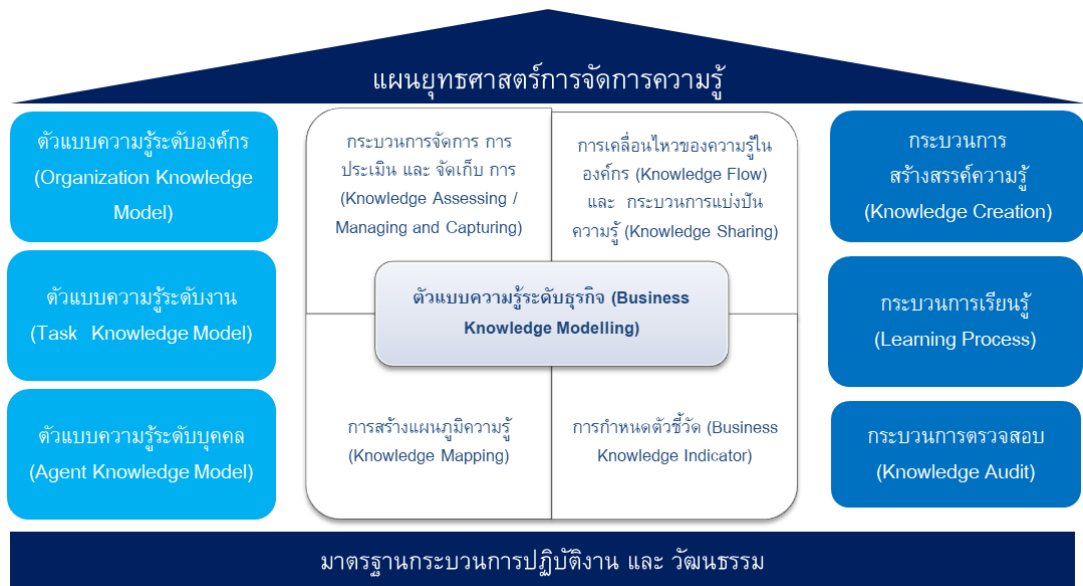 แผนยุทธศาสตร์การจัดการความรู้
ตัวแบบความรู้ระดับองค์กร
(Organization Knowledge
Model)
ตัวแบบความรู้ระดับงาน
(Task Knowledge Model)
ตัวแบบความรู้ระดับบุคคล
(Agent Knowledge Model)
กระบวนการจัดการ การ
ประเมิน และ จัดเก็บ การ
(Knowledge Assessing /
Managing and Capturing)
การเคลื่อนไหวของความรู้ใน
องค์กร (Knowledge Flow)
และ กระบวนการแบ่งปัน
ความรู้ (Knowledge Sharing)
ตัวแบบความรู้ระดับธุรกิจ (Business
Knowledge Modelling)
การสร้างแผนภูมิความรู้
(Knowledge Mapping)
การกำหนดตัวชี้วัด (Business
Knowledge Indicator)
กระบวนการ
สร้างสรรค์ความรู้
(Knowledge Creation)
กระบวนการเรียนรู้
(Learning Process)
กระบวนการตรวจสอบ
(Knowledge Audit)
มาตรฐานกระบวนการปฏิบัติงาน และ วัฒนธรรม